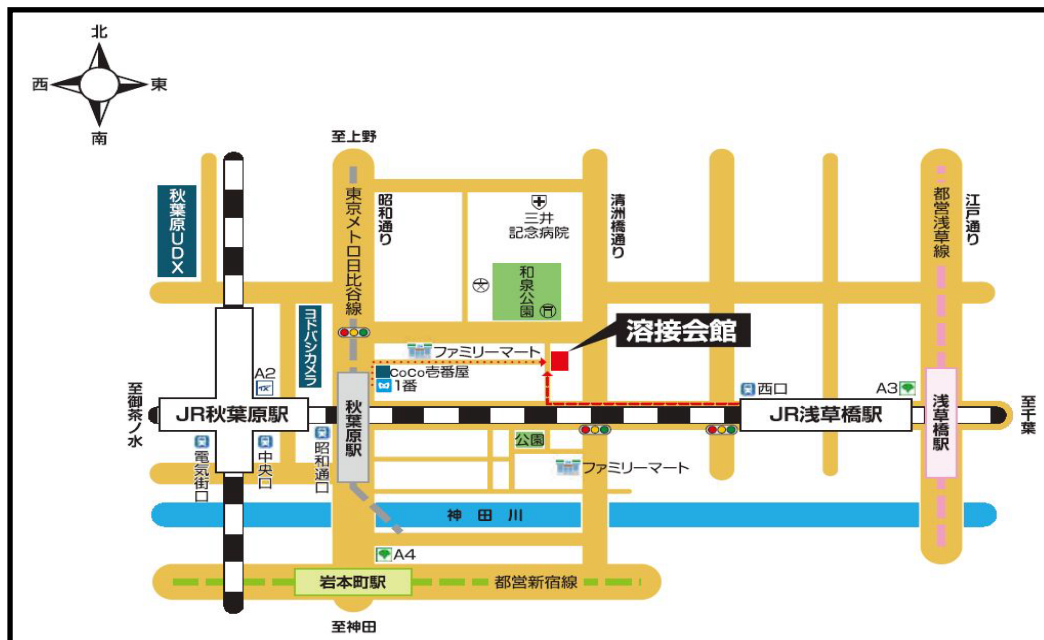 北
西
東
南
至上野
秋葉原UDX
東京メトロ日比谷線
昭和通り
三井
記念病院
清洲橋通り
都営浅草線
江戸通り
和泉公園
ヨドバシカメラ
溶接会館
ファミリーマート
CoCo壱番屋
1番
A2
至御茶ノ水
JR秋葉原駅
秋葉原駅
西口
A3
JR浅草橋駅
浅草橋駅
至千葉
電気街口
中央口
昭和通口
公園
ファミリーマート
神田川
A4
岩本町駅
都営新宿線
至神田